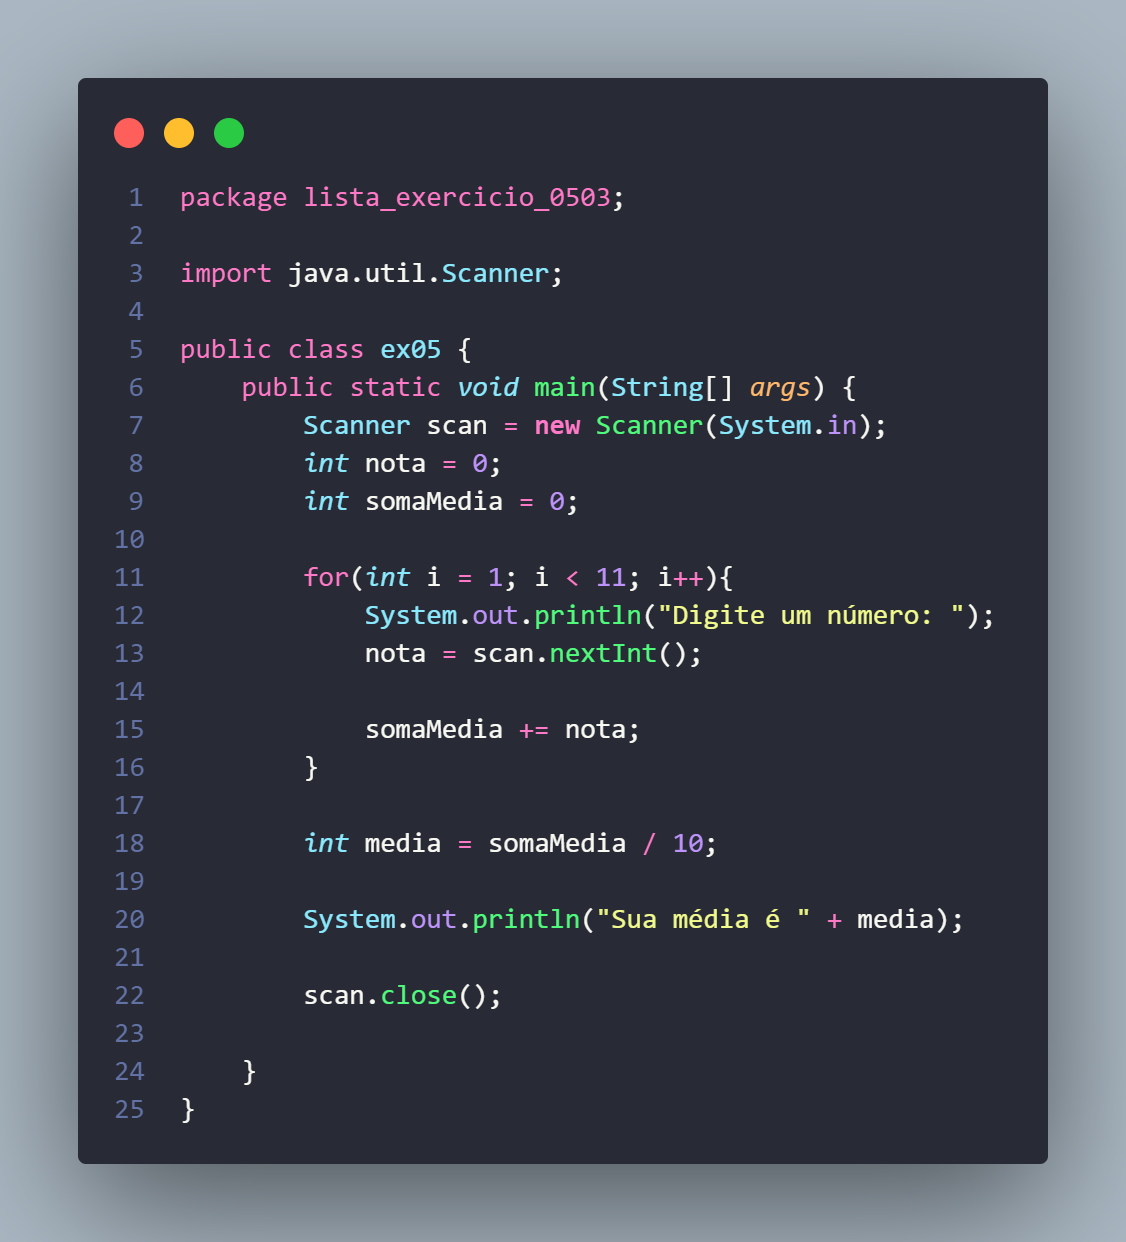 1 package lista_exercicio_0503;
2
3 import java.util.Scanner;
4
5 public class ex05 {
6     public static void main(String[] args) {
7         Scanner scan = new Scanner(System.in);
8         int nota = 0;
9         int somaMedia = 0;
10
11         for(int i = 1; i < 11; i++){
12             System.out.println("Digite um número: ");
13             nota = scan.nextInt();
14
15             somaMedia += nota;
16         }
17
18         int media = somaMedia / 10;
19
20         System.out.println("Sua média é " + media);
21
22         scan.close();
23
24     }
25 }